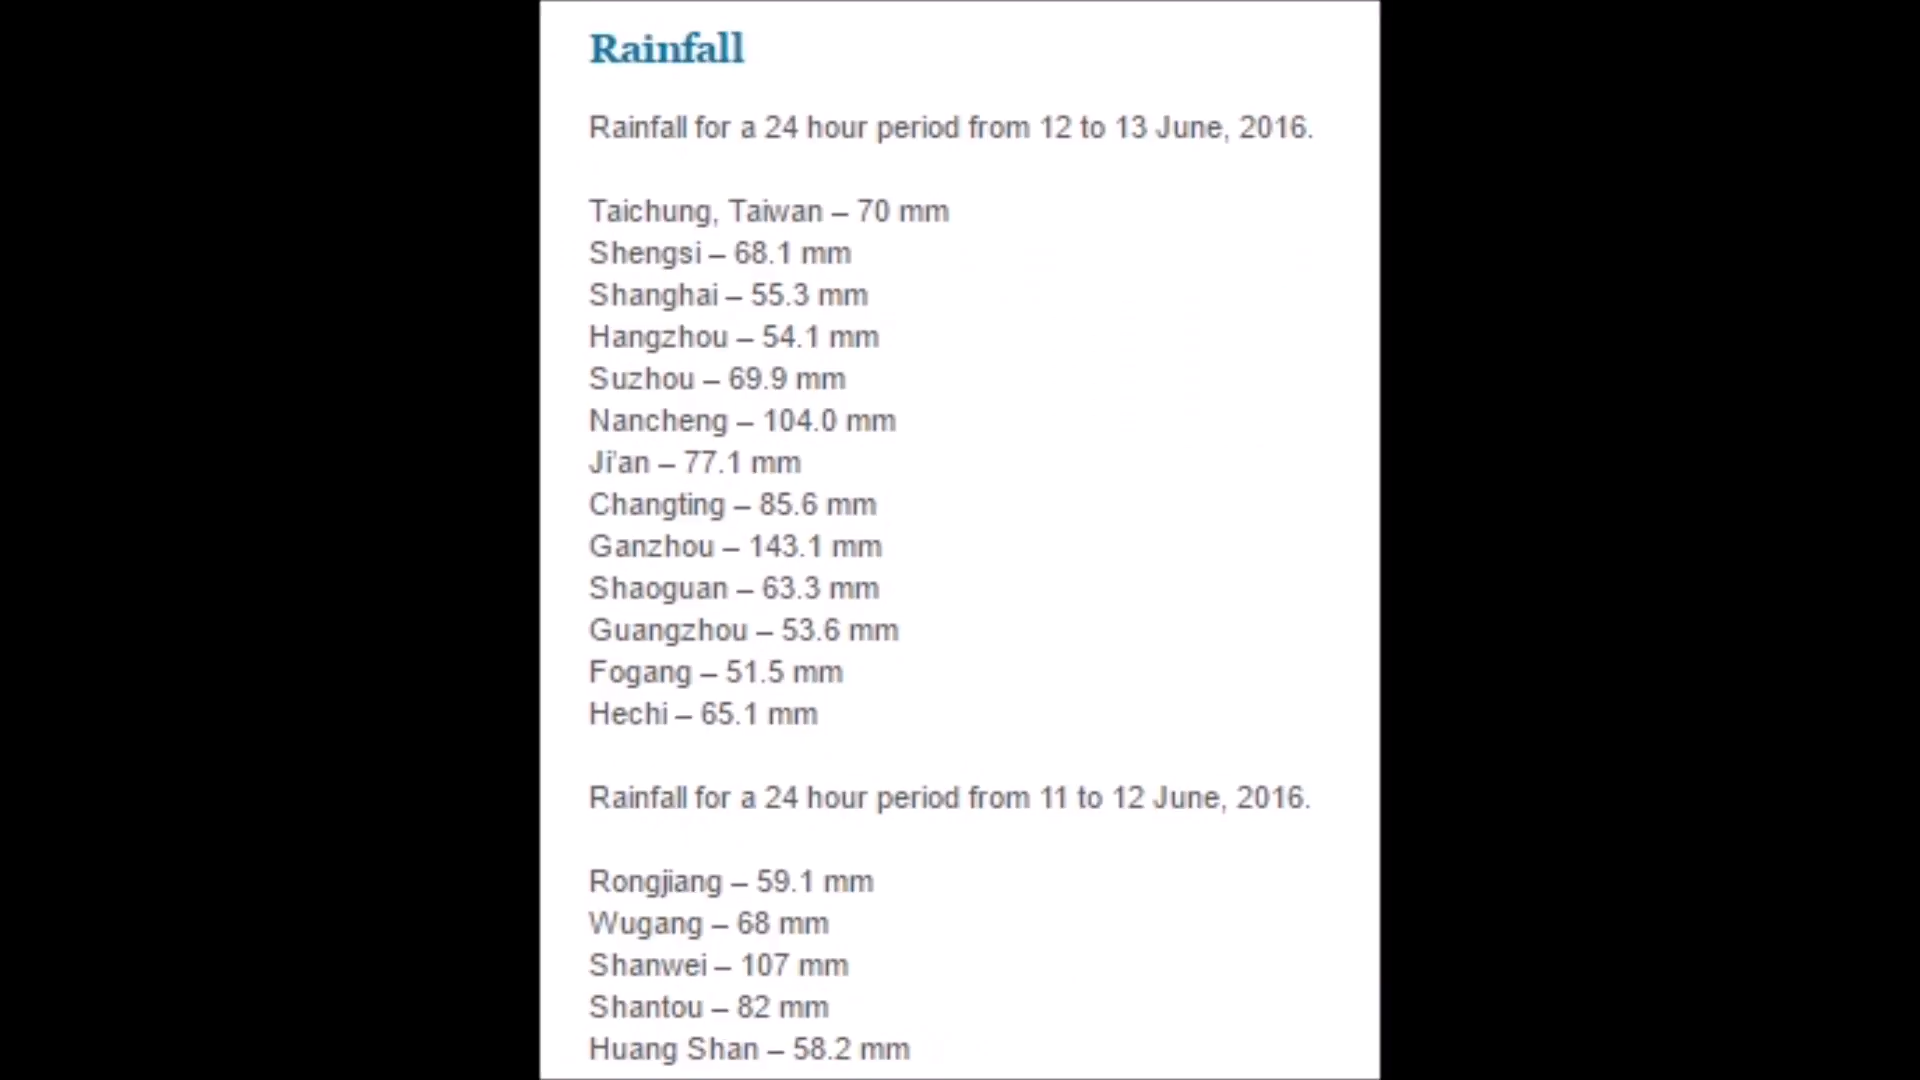 Rainfall
Rainfall for a 24 hour period from 12 to 13 June, 2016.
Taichung, Taiwan – 70 mm
Shengsi – 68.1 mm
Shanghai – 55.3 mm
Hangzhou – 54.1 mm
Suzhou – 69.9 mm
Nancheng – 104.0 mm
Ji’an – 77.1 mm
Changting – 85.6 mm
Ganzhou – 143.1 mm
Shaoguan – 63.3 mm
Guangzhou – 53.6 mm
Fogang – 51.5 mm
Hechi – 65.1 mm
Rainfall for a 24 hour period from 11 to 12 June, 2016.
Rongjiang – 59.1 mm
Wugang – 68 mm
Shanwei – 107 mm
Shantou – 82 mm
Huang Shan – 58.2 mm